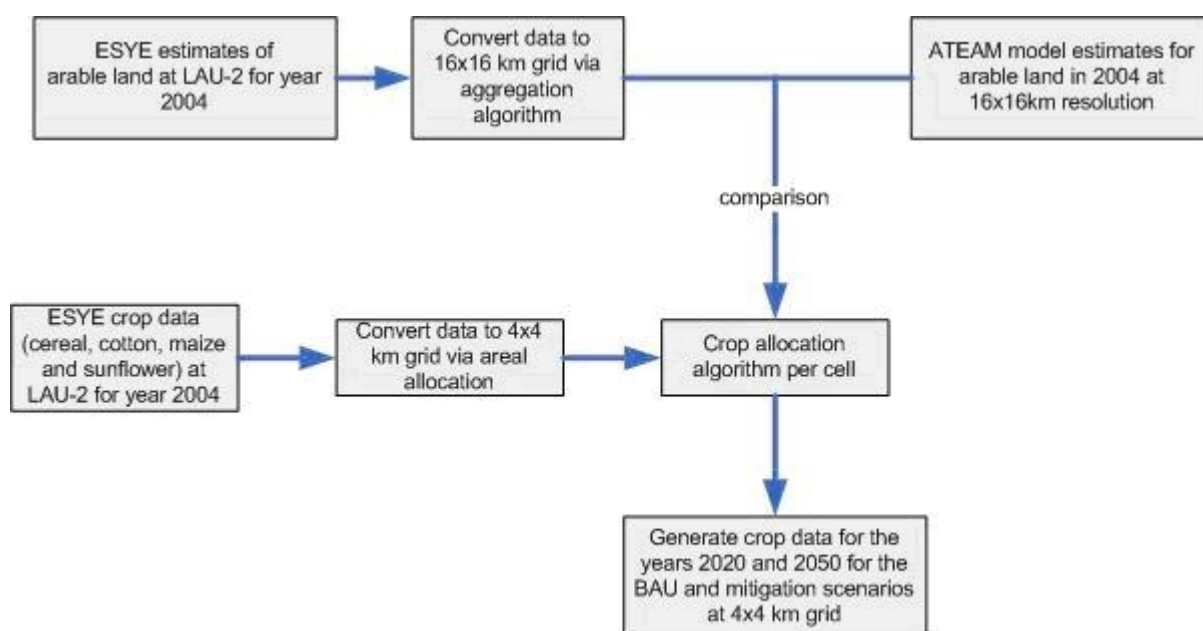 ESYE estimates of
arable land at LAU-2 for year
2004
Convert data to
16x16 km grid via
aggregation
algorithm
ATEAM model estimates for
arable land in 2004 at
16x16km resolution
comparison
ESYE crop data
(cereal, cotton, maize
and sunflower) at
LAU-2 for year 2004
Convert data to 4x4
km grid via areal
allocation
Crop allocation
algorithm per cell
Generate crop data for the
years 2020 and 2050 for the
BAU and mitigation scenarios
at 4x4 km grid